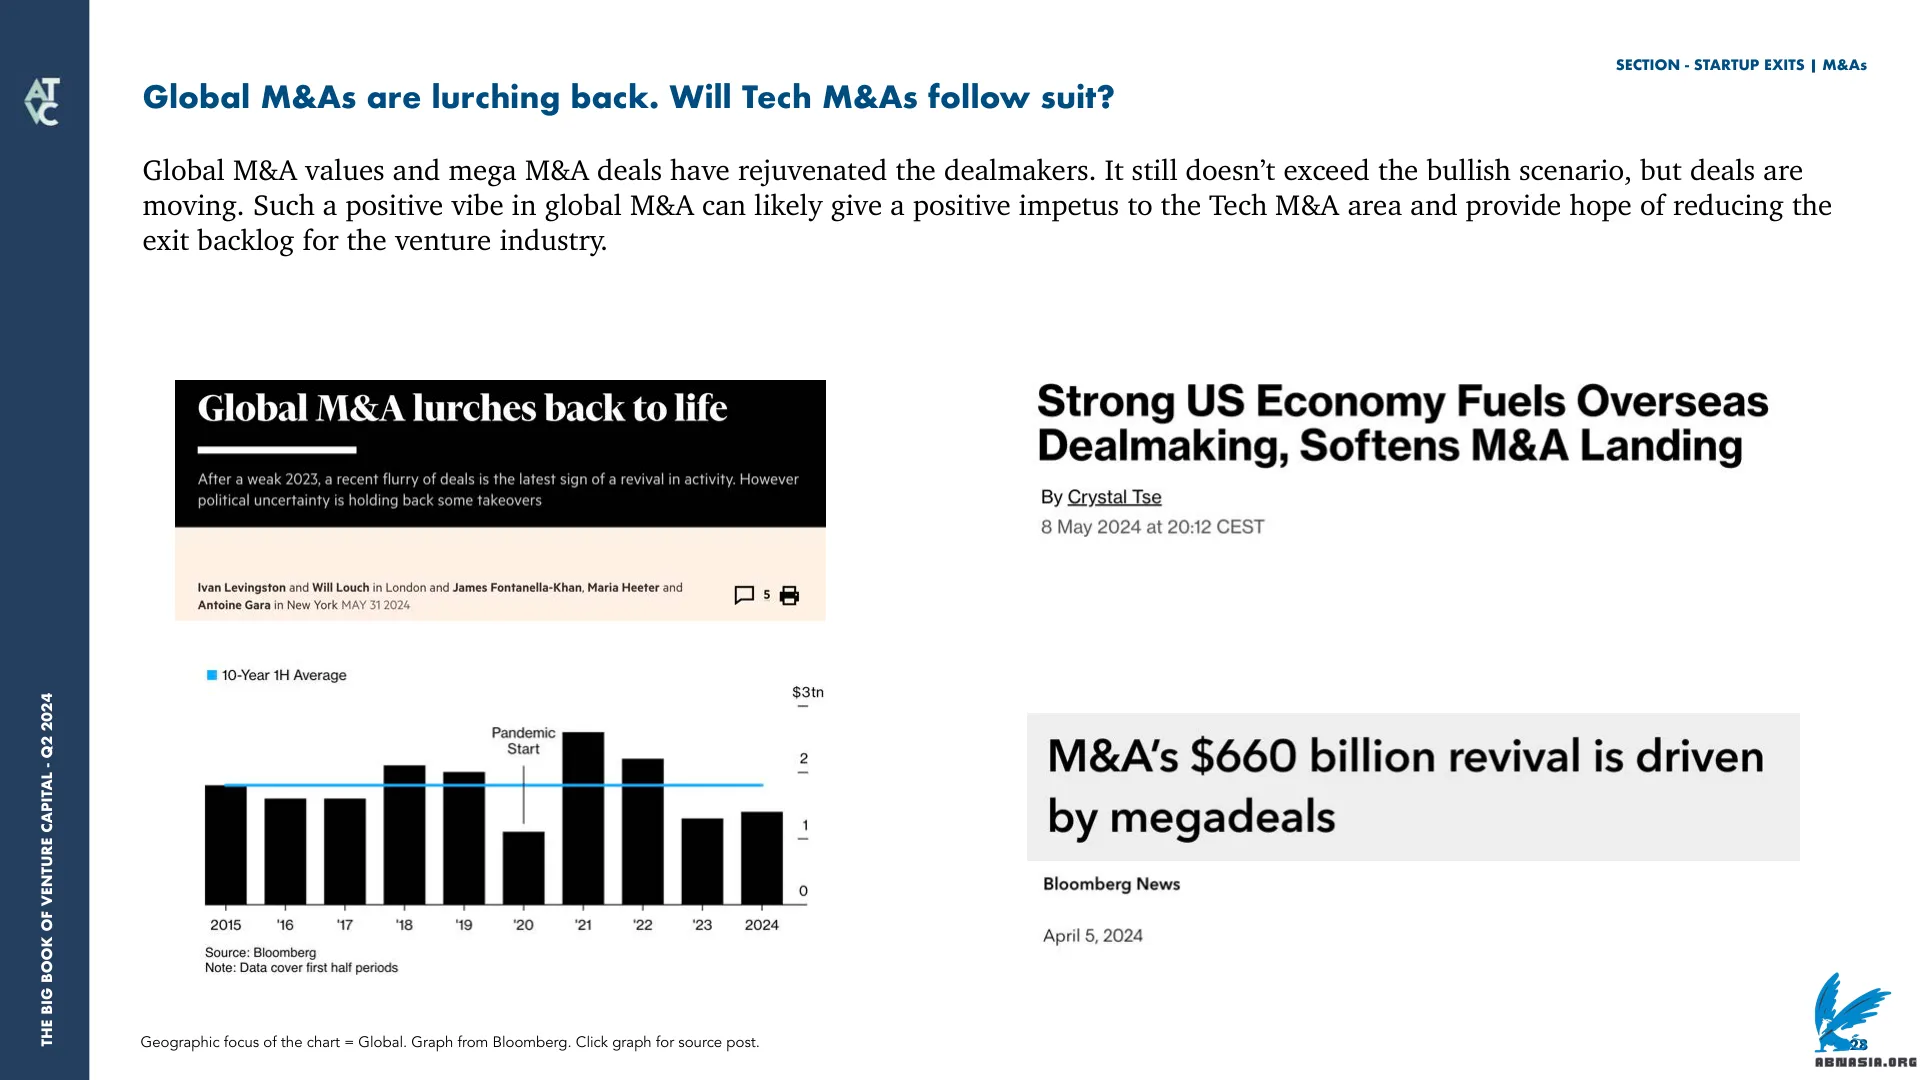 ATVC
SECTION - STARTUP EXITS | M&As
Global M&As are lurching back. Will Tech M&As follow suit?
Global M&A values and mega M&A deals have rejuvenated the dealmakers. It still doesn’t exceed the bullish scenario, but deals are
moving. Such a positive vibe in global M&A can likely give a positive impetus to the Tech M&A area and provide hope of reducing the
exit backlog for the venture industry.
Global M&A lurches back to life
After a weak 2023, a recent flurry of deals is the latest sign of a revival in activity. However
political uncertainty is holding back some takeovers
Ivan Levingston and Will Louch in London and James Fontanella-Khan, Maria Heeter and
Antoine Gara in New York MAY 31 2024
5
10-Year 1H Average
$3tn
Pandemic
Start
2
1
0
2015 '16 '17 '18 '19 '20 '21 '22 '23 2024
Source: Bloomberg
Note: Data cover first half periods
Strong US Economy Fuels Overseas
Dealmaking, Softens M&A Landing
By Crystal Tse
8 May 2024 at 20:12 CEST
M&A’s $660 billion revival is driven
by megadeals
Bloomberg News
April 5, 2024
Geographic focus of the chart = Global. Graph from Bloomberg. Click graph for source post.
THE BIG BOOK OF VENTURE CAPITAL - Q2 2024
28
ABNASIA.ORG